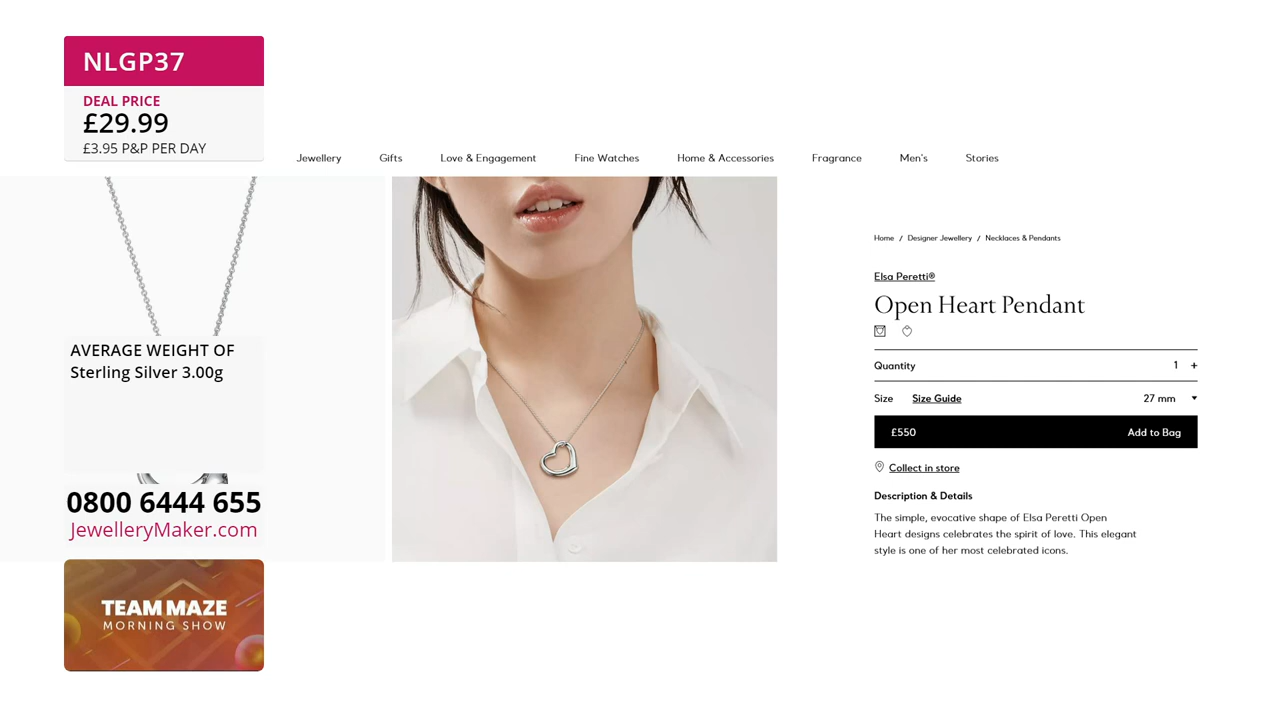 NLGP37
DEAL PRICE
£29.99
£3.95 P&P PER DAY
Jewellery Gifts Love & Engagement Fine Watches Home & Accessories Fragrance Men's Stories
AVERAGE WEIGHT OF
Sterling Silver 3.00g
0800 6444 655
JewelleryMaker.com
TEAM MAZE
MORNING SHOW
Home / Designer Jewellery / Necklaces & Pendants
Elsa Peretti®
Open Heart Pendant
Quantity 1 +
Size Size Guide 27 mm
£550 Add to Bag
Collect in store
Description & Details
The simple, evocative shape of Elsa Peretti Open
Heart designs celebrates the spirit of love. This elegant
style is one of her most celebrated icons.